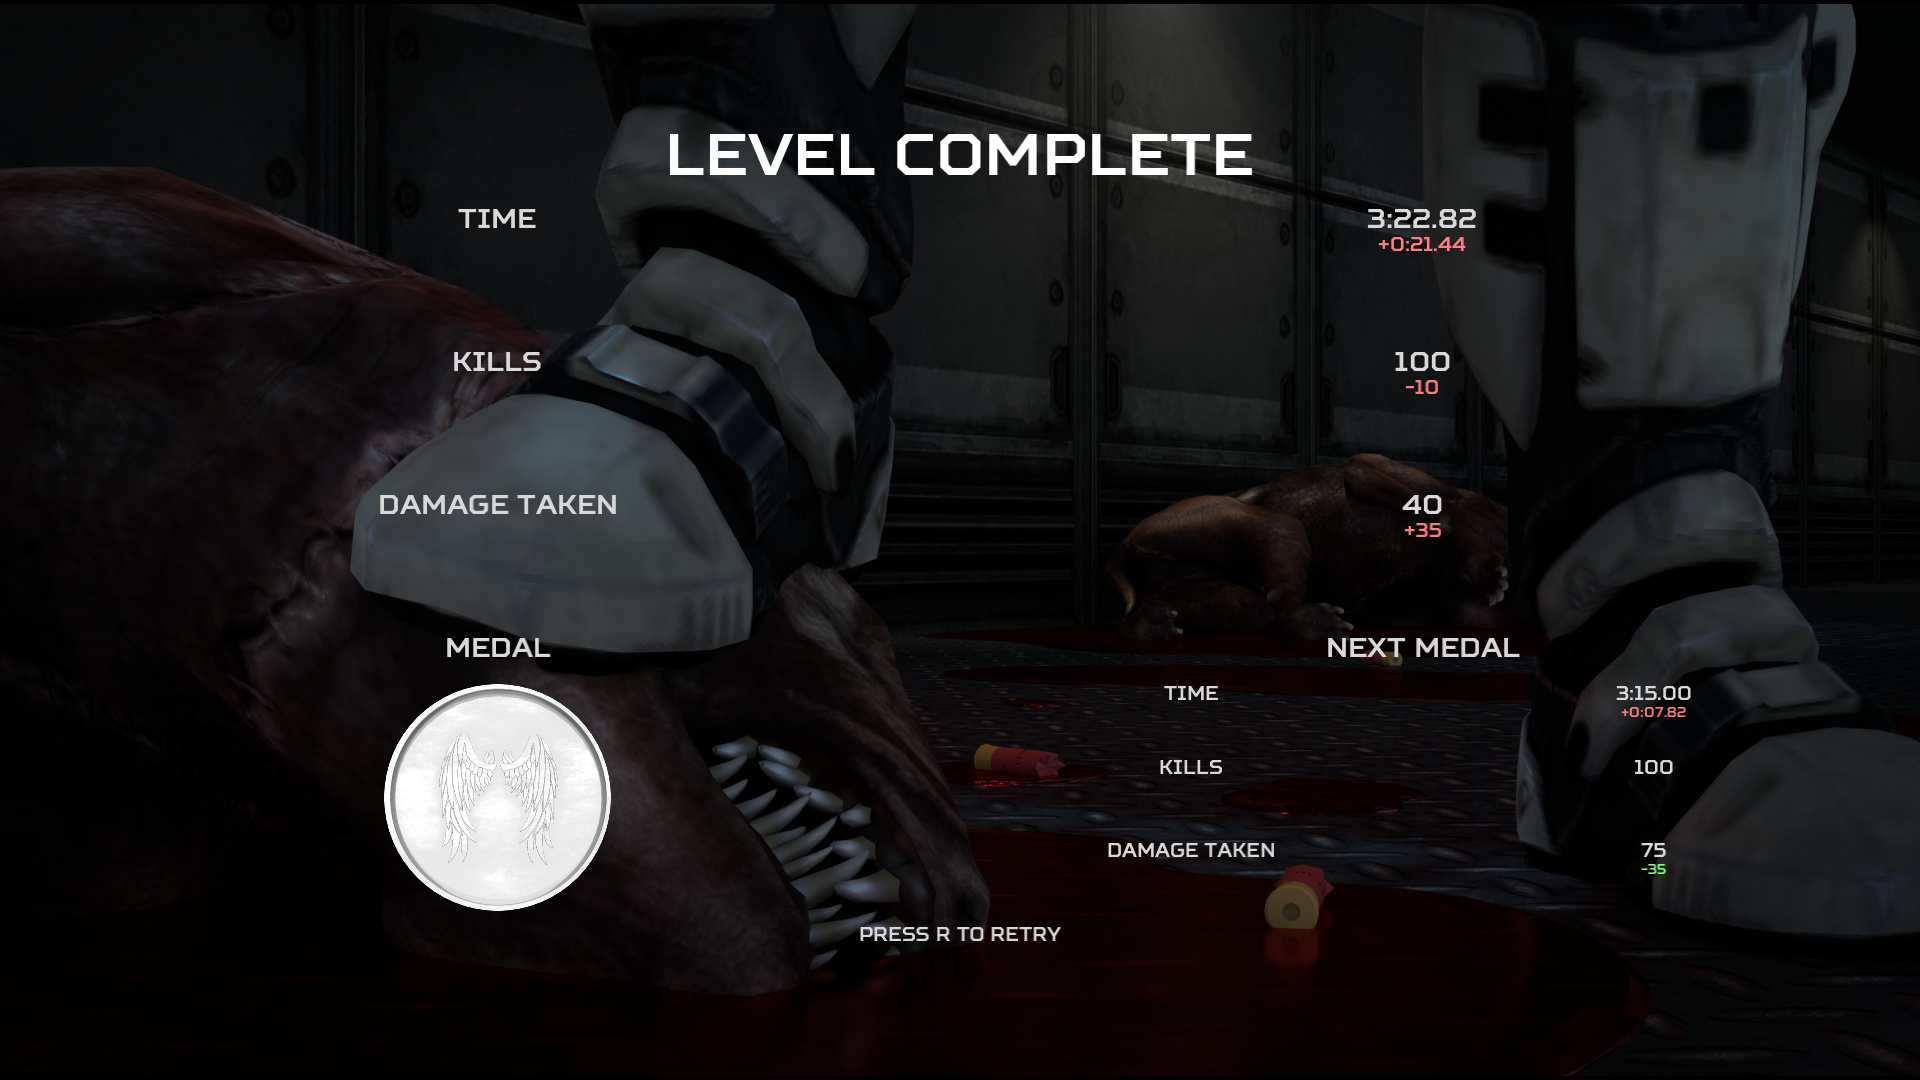 LEVEL COMPLETE
TIME
3:22.82
+0:21.44
KILLS
100
-10
DAMAGE TAKEN
40
+35
MEDAL
NEXT MEDAL
TIME
3:15.00
+0:07.82
KILLS
100
DAMAGE TAKEN
75
-35
PRESS R TO RETRY